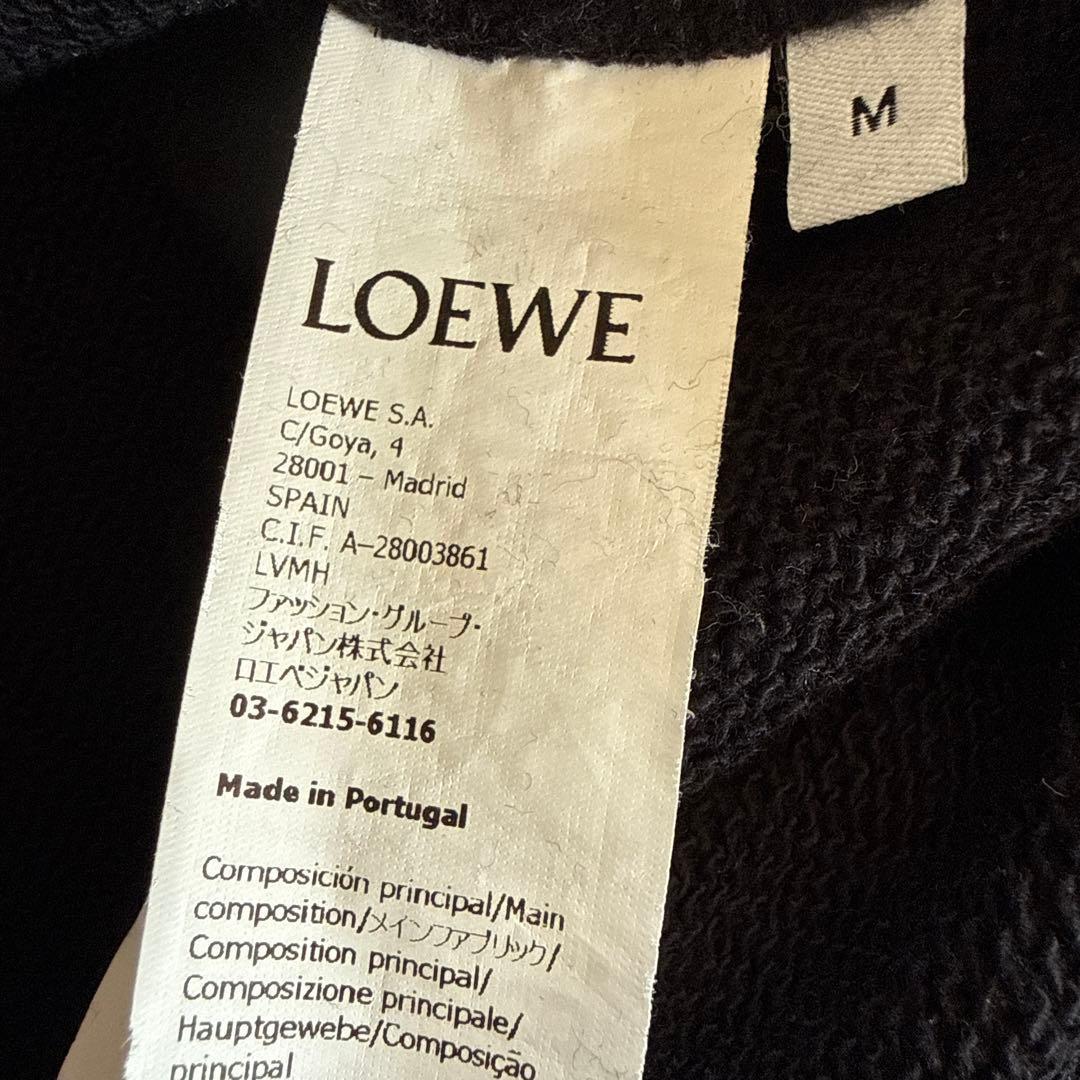 M
LOEWE
LOEWE S.A.
C/Goya, 4
28001 – Madrid
SPAIN
C.I.F. A–28003861
LVMH
ファッション・グループ・
ジャパン株式会社
ロエベジャパン
03-6215-6116
Made in Portugal
Composición principal/Main
composition/メインファブリック/
Composition principal/
Composizione principale/
Hauptgewebe/Composição
principal